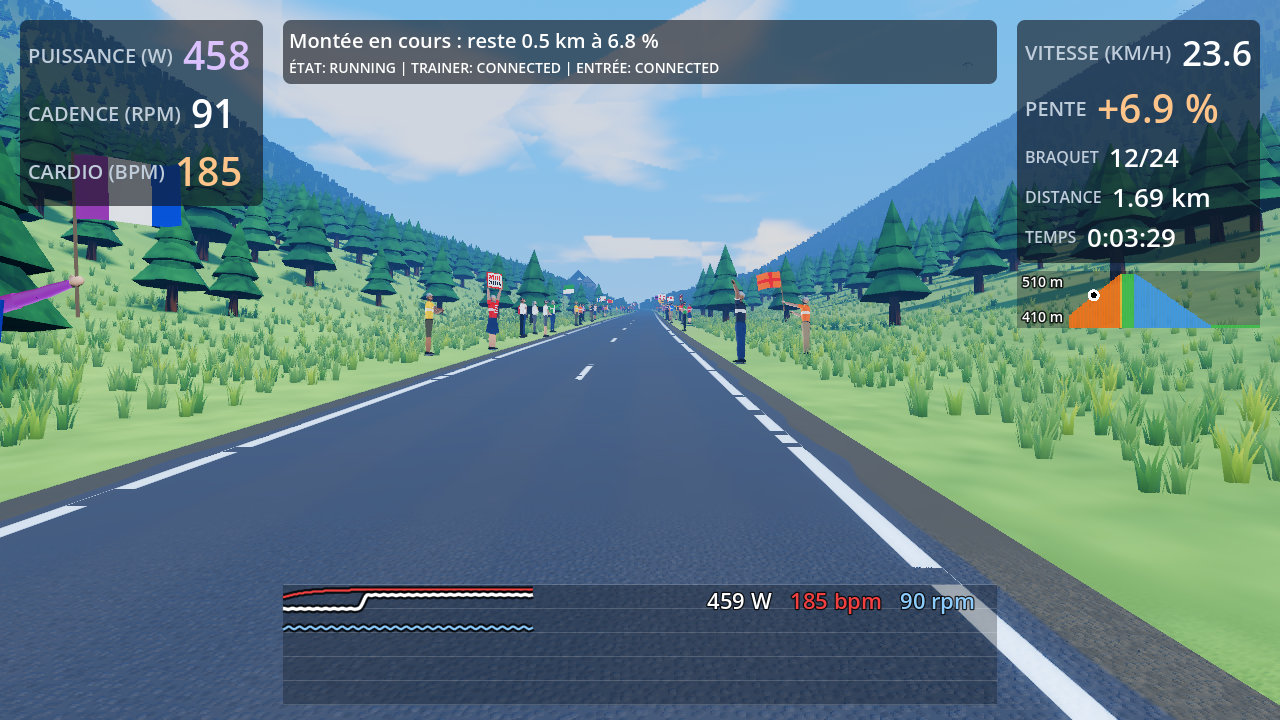 PUISSANCE (W) 458
CADENCE (RPM) 91
CARDIO (BPM) 185
Montée en cours : reste 0.5 km à 6.8 %
ÉTAT: RUNNING | TRAINER: CONNECTED | ENTRÉE: CONNECTED
VITESSE (KM/H) 23.6
PENTE +6.9 %
BRAQUET 12/24
DISTANCE 1.69 km
TEMPS 0:03:29
510 m
410 m
459 W 185 bpm 90 rpm